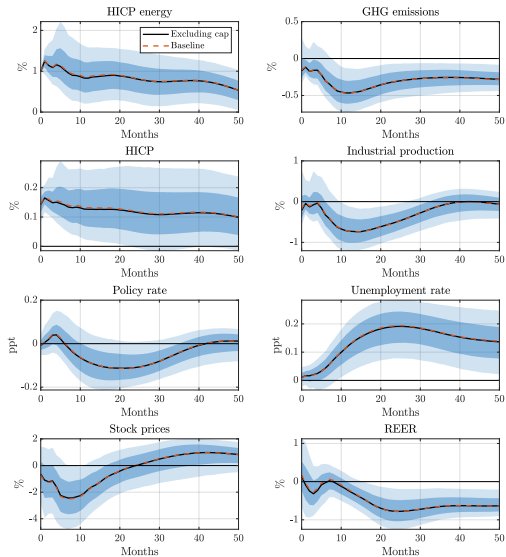 HICP energy
2
1
0
%
Excluding cap
Baseline
0 10 20 30 40 50
Months
GHG emissions
0.5
0
-0.5
%
0 10 20 30 40 50
Months
HICP
0.2
0.1
0
%
0 10 20 30 40 50
Months
Industrial production
1
0
-1
%
0 10 20 30 40 50
Months
Policy rate
0.2
0
-0.2
ppt
0 10 20 30 40 50
Months
Unemployment rate
0.2
0.1
0
ppt
0 10 20 30 40 50
Months
Stock prices
2
0
-2
-4
%
0 10 20 30 40 50
Months
REER
1
0
-1
%
0 10 20 30 40 50
Months